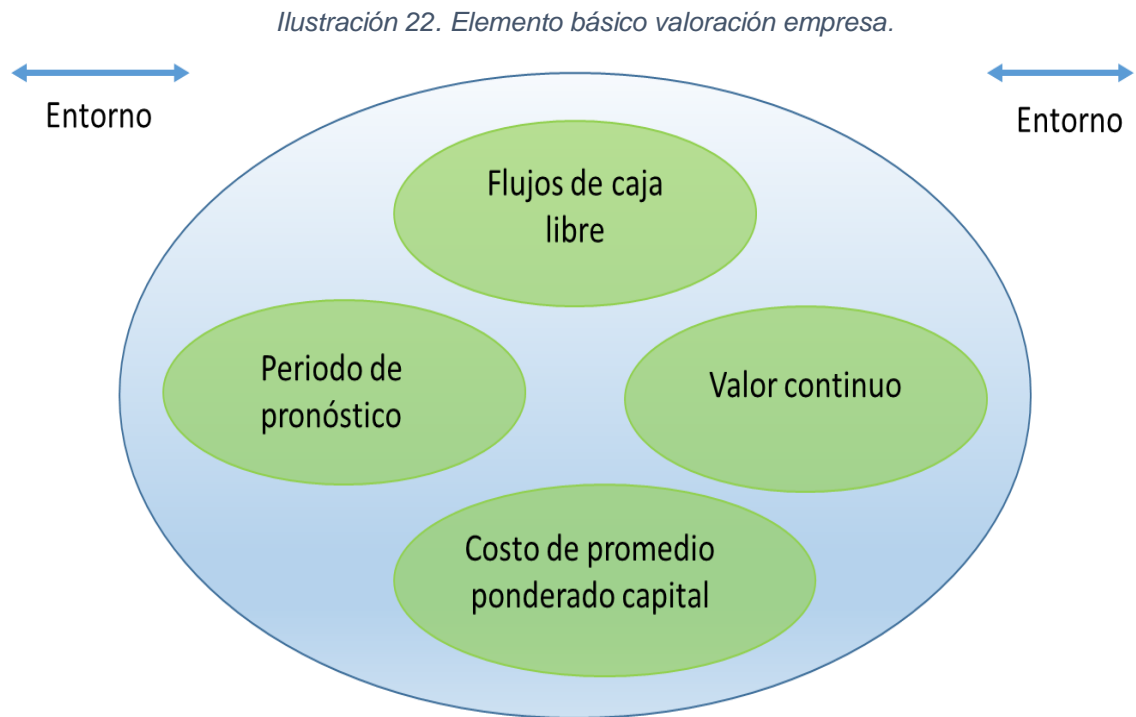 Ilustración 22. Elemento básico valoración empresa.
Entorno
Entorno
Flujos de caja
libre
Periodo de
pronóstico
Valor continuo
Costo de promedio
ponderado capital